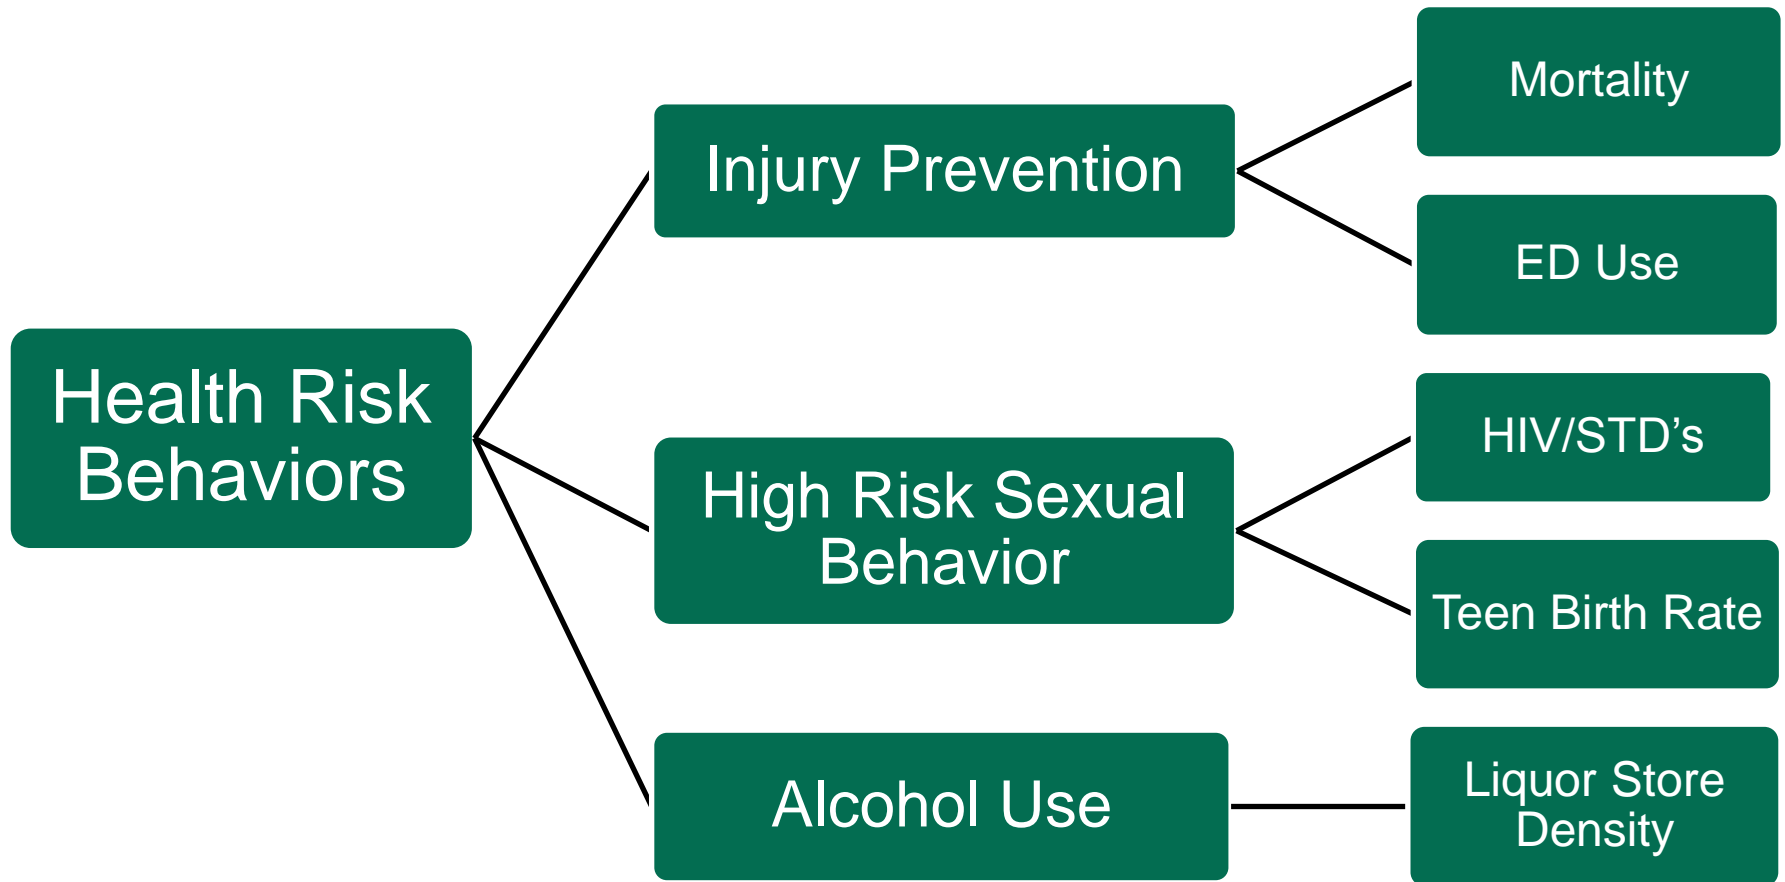 Health Risk
Behaviors
Injury Prevention
Mortality
ED Use
High Risk Sexual
Behavior
HIV/STD’s
Teen Birth Rate
Alcohol Use
Liquor Store
Density